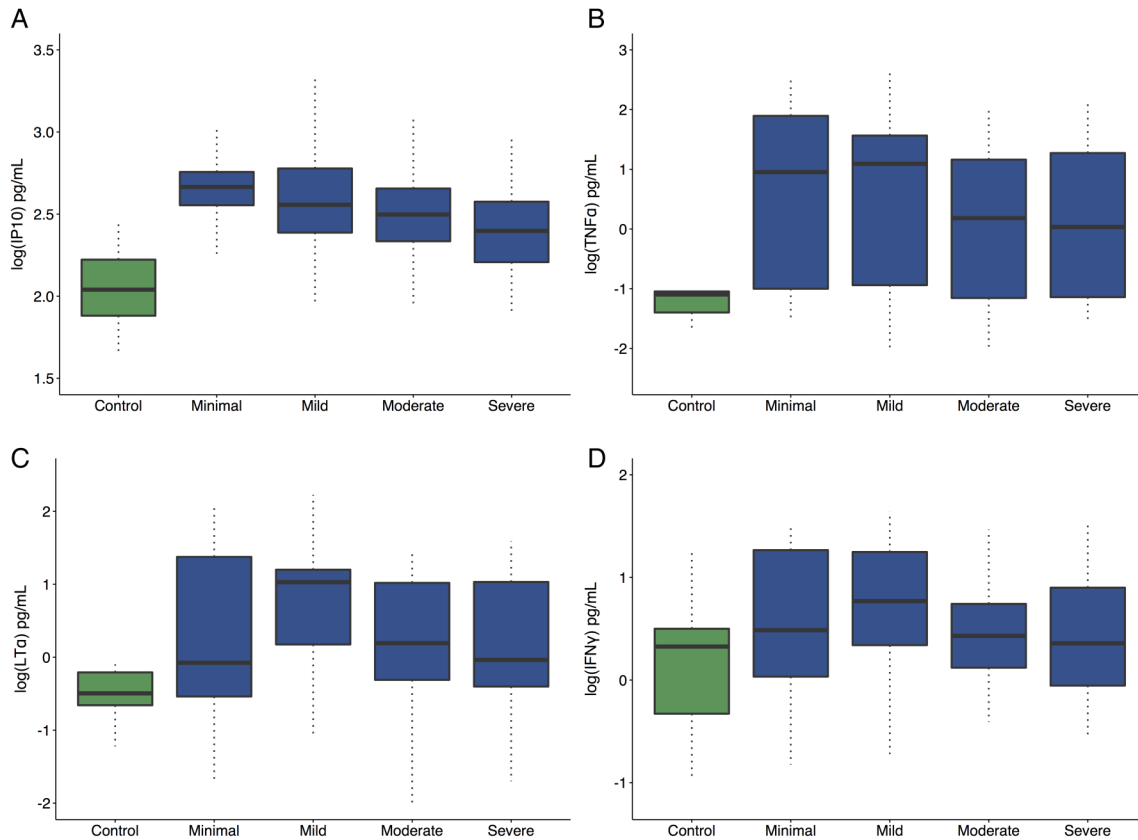 A
log(IP10) pg/mL
3.5
3.0
2.5
2.0
1.5
Control Minimal Mild Moderate Severe
B
log(TNFα) pg/mL
3
2
1
0
-1
-2
Control Minimal Mild Moderate Severe
C
log(LTα) pg/mL
2
1
0
-1
-2
Control Minimal Mild Moderate Severe
D
log(IFNγ) pg/mL
2
1
0
-1
Control Minimal Mild Moderate Severe